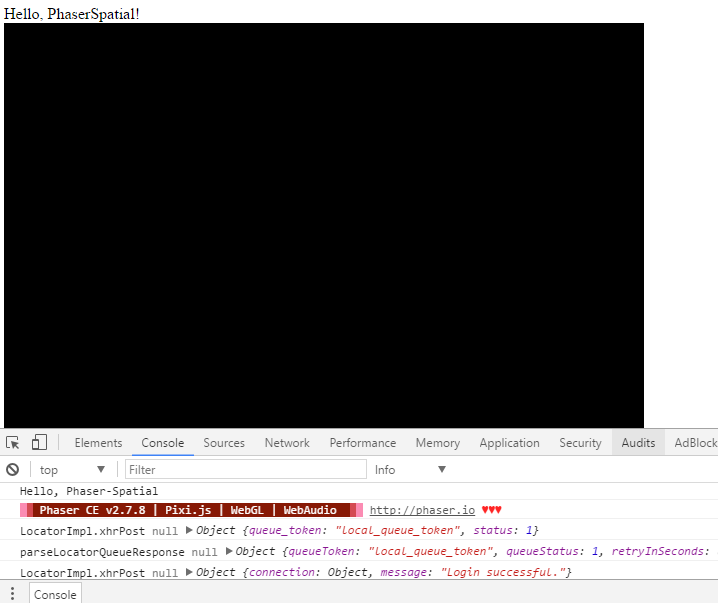 Hello, PhaserSpatial!
Elements Console Sources Network Performance Memory Application Security Audits AdBlock
top Filter Info
Hello, Phaser-Spatial
Phaser CE v2.7.8 | Pixi.js | WebGL | WebAudio http://phaser.io ♥♥♥
LocatorImpl.xhrPost null ▶Object {queue_token: "local_queue_token", status: 1}
parseLocatorQueueResponse null ▶Object {queueToken: "local_queue_token", queueStatus: 1, retryInSeconds:
LocatorImpl.xhrPost null ▶Object {connection: Object, message: "Login successful."}
Console